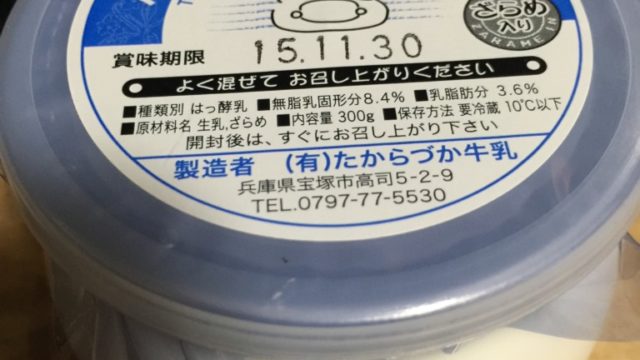 ざらめ
入り
ZARAME IN
賞味期限 15.11.30
よく混ぜて お召し上がりください
■種類別 はっ酵乳 ■無脂乳固形分8.4% ■乳脂肪分 3.6%
■原材料名 生乳,ざらめ ■内容量 300g ■保存方法 要冷蔵 10℃以下
開封後は、すぐにお召し上り下さい
製造者 (有)たからづか牛乳
兵庫県宝塚市高司5-2-9
TEL.0797-77-5530